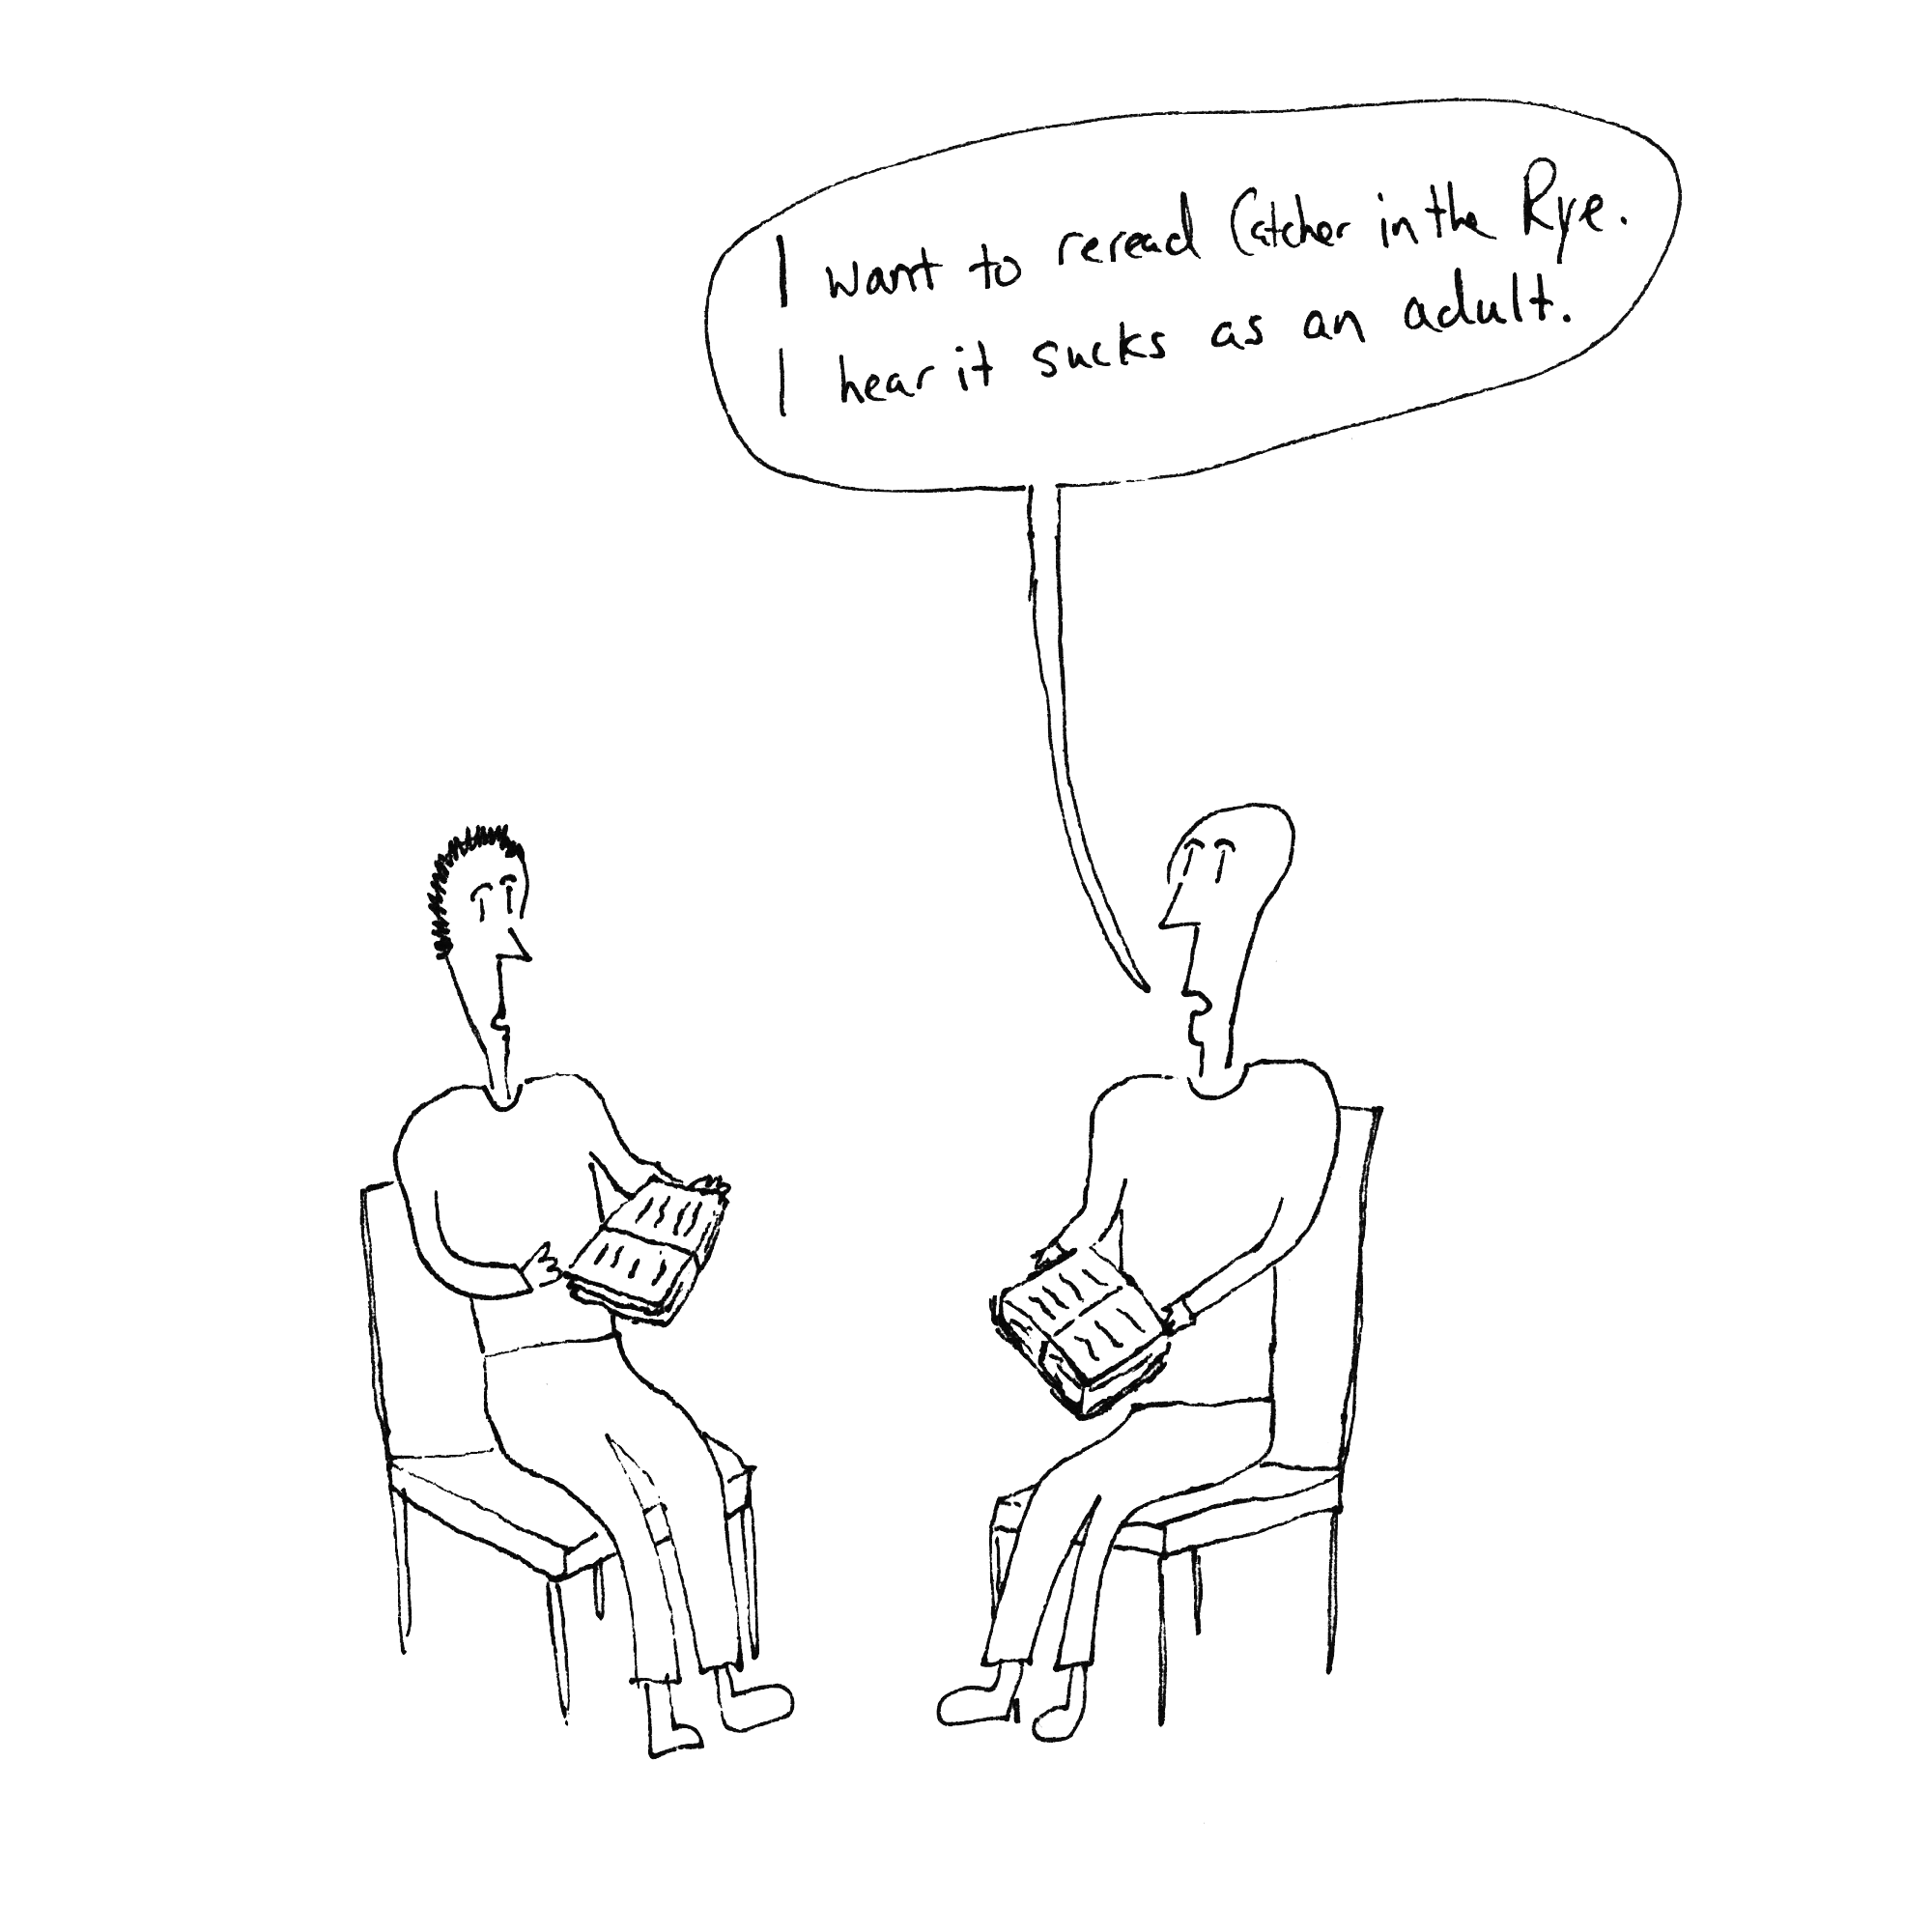 I want to reread Catcher in the Rye.
I hear it sucks as an adult.